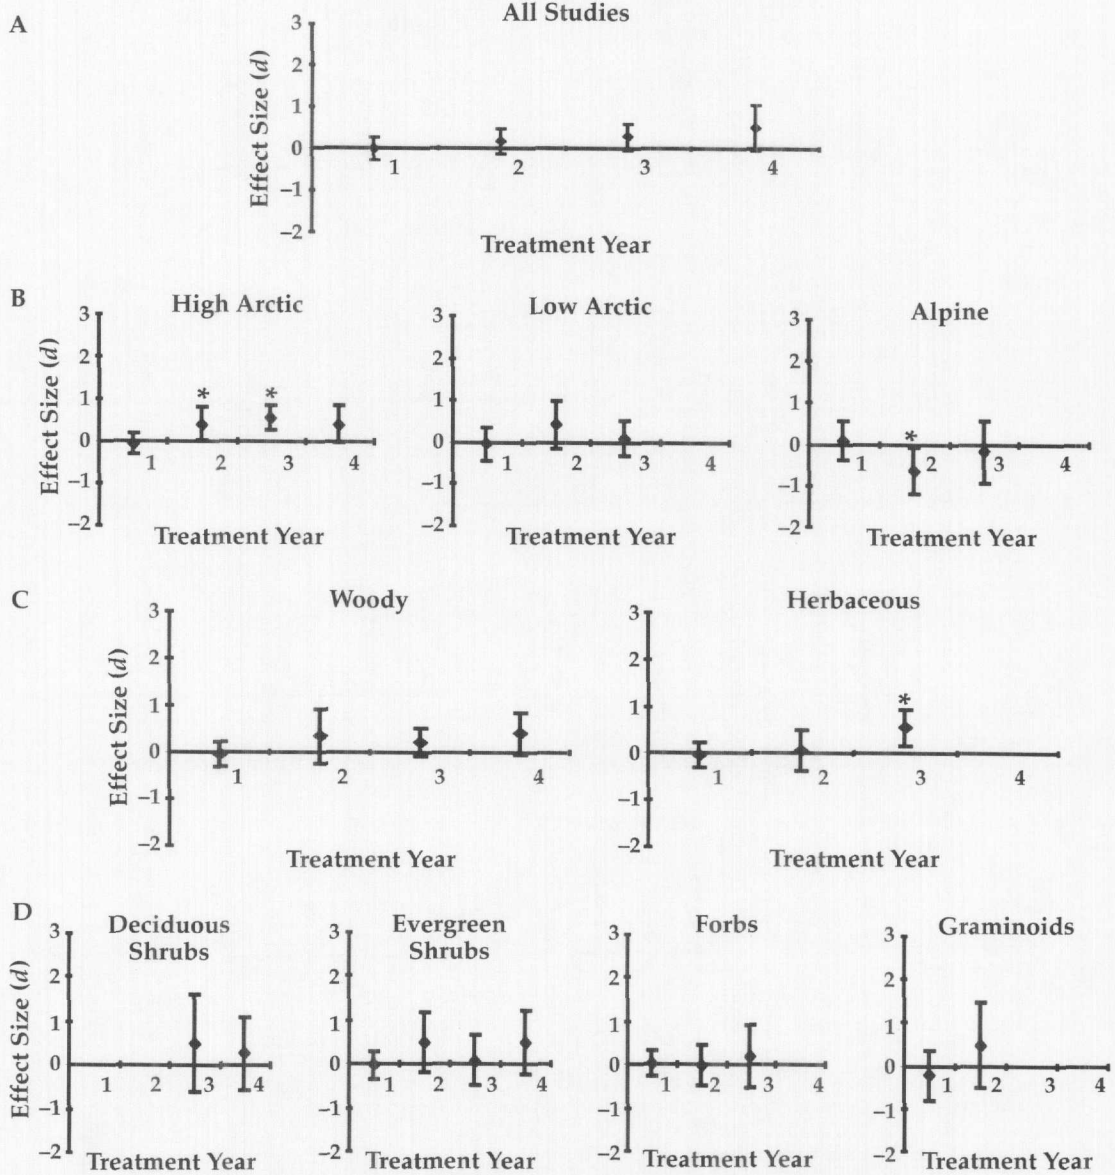 A
All Studies
Effect Size (d)
3
2
1
0
–1
–2
1 2 3 4
Treatment Year
B
High Arctic
Effect Size (d)
3
2
1
0
–1
–2
* *
1 2 3 4
Treatment Year
Low Arctic
3
2
1
0
–1
–2
1 2 3 4
Treatment Year
Alpine
3
2
1
0
–1
–2
*
1 2 3 4
Treatment Year
C
Woody
Effect Size (d)
3
2
1
0
–1
–2
1 2 3 4
Treatment Year
Herbaceous
3
2
1
0
–1
–2
*
1 2 3 4
Treatment Year
D
Deciduous
Shrubs
Effect Size (d)
3
2
1
0
–1
–2
1 2 3 4
Treatment Year
Evergreen
Shrubs
3
2
1
0
–1
–2
1 2 3 4
Treatment Year
Forbs
3
2
1
0
–1
–2
1 2 3 4
Treatment Year
Graminoids
3
2
1
0
–1
–2
1 2 3 4
Treatment Year